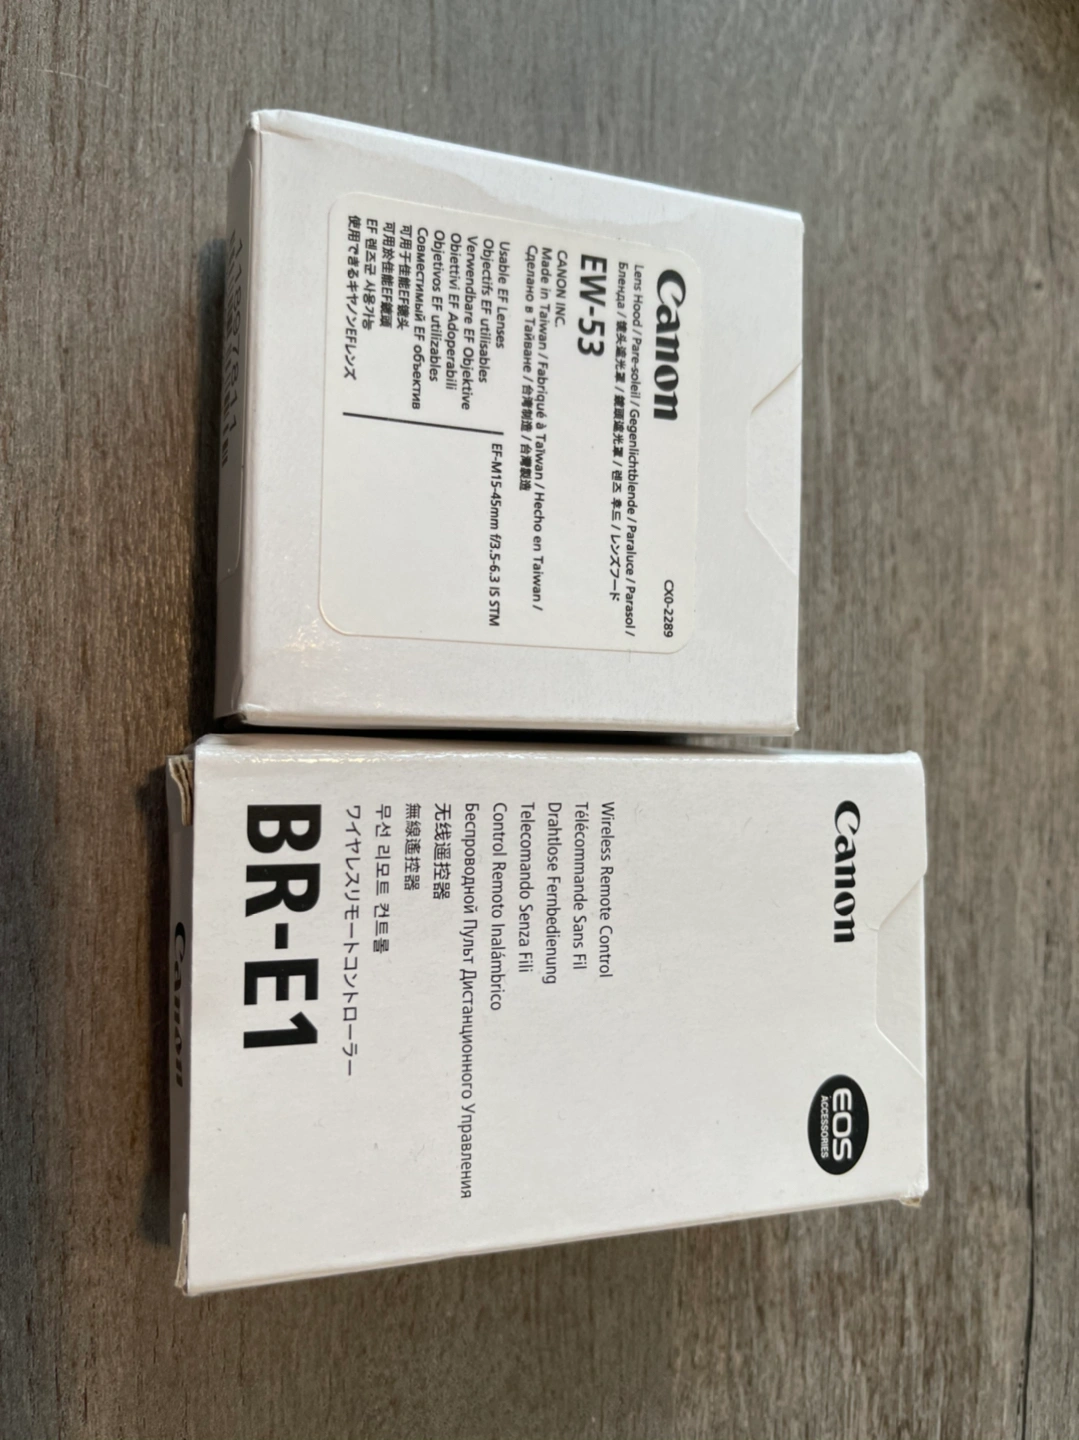 Canon
CX0-2289
Lens Hood / Pare-soleil / Gegenlichtblende / Paraluce / Parasol /
Бленда / 镜头遮光罩 / 鏡頭遮光罩 / 렌즈 후드 / レンズフード
EW-53
CANON INC.
Made in Taiwan / Fabriqué à Taïwan / Hecho en Taiwan /
Сделано в Тайване / 台湾制造 / 台灣製造
Usable EF Lenses
Objectifs EF utilisables
Verwendbare EF Objektive
Obiettivi EF Adoperabili
Objetivos EF utilizables
Совместимый EF объектив
可用于佳能EF镜头
可用於佳能EF鏡頭
EF 렌즈군 사용가능
使用できるキヤノンEFレンズ
EF-M15-45mm f/3.5-6.3 IS STM
Canon
EOS
ACCESSORIES
Wireless Remote Control
Télécommande Sans Fil
Drahtlose Fernbedienung
Telecomando Senza Fili
Control Remoto Inalámbrico
Беспроводной Пульт Дистанционного Управления
无线遥控器
無線遙控器
무선 리모트 컨트롤
ワイヤレスリモートコントローラー
BR-E1
Canon